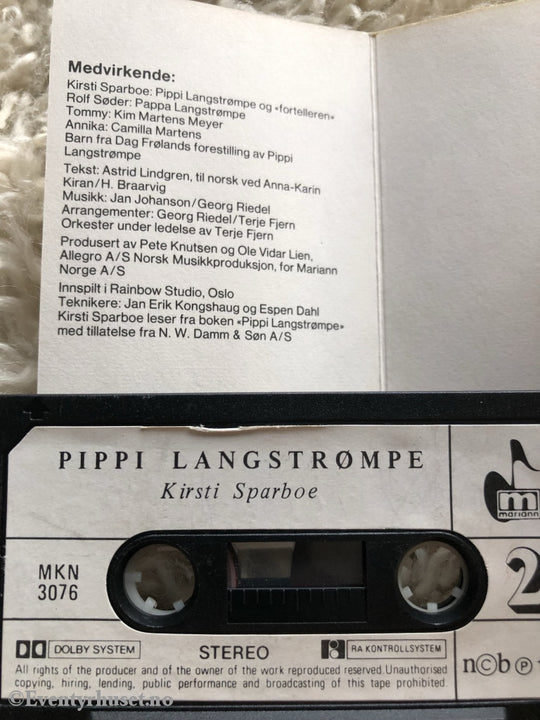 Medvirkende:
Kirsti Sparboe: Pippi Langstrømpe og «fortelleren»
Rolf Søder: Pappa Langstrømpe
Tommy: Kim Martens Meyer
Annika: Camilla Martens
Barn fra Dag Frølands forestilling av Pippi
Langstrømpe
Tekst: Astrid Lindgren, til norsk ved Anna-Karin
Kiran/H. Braarvig
Musikk: Jan Johanson/Georg Riedel
Arrangementer: Georg Riedel/Terje Fjern
Orkester under ledelse av Terje Fjern
Produsert av Pete Knutsen og Ole Vidar Lien,
Allegro A/S Norsk Musikkproduksjon, for Mariann
Norge A/S
Innspilt i Rainbow Studio, Oslo
Teknikere: Jan Erik Kongshaug og Espen Dahl
Kirsti Sparboe leser fra boken «Pippi Langstrømpe»
med tillatelse fra N. W. Damm & Søn A/S
PIPPI LANGSTRØMPE
Kirsti Sparboe
m
mariann
MKN
3076
2
DOLBY SYSTEM
STEREO
RA KONTROLLSYSTEM
All rights of the producer and of the owner of the work reproduced reserved. Unauthorised
copying, hiring, lending, public performance and broadcasting of this tape prohibited
n©b ℗
©Eventyrhuset.no